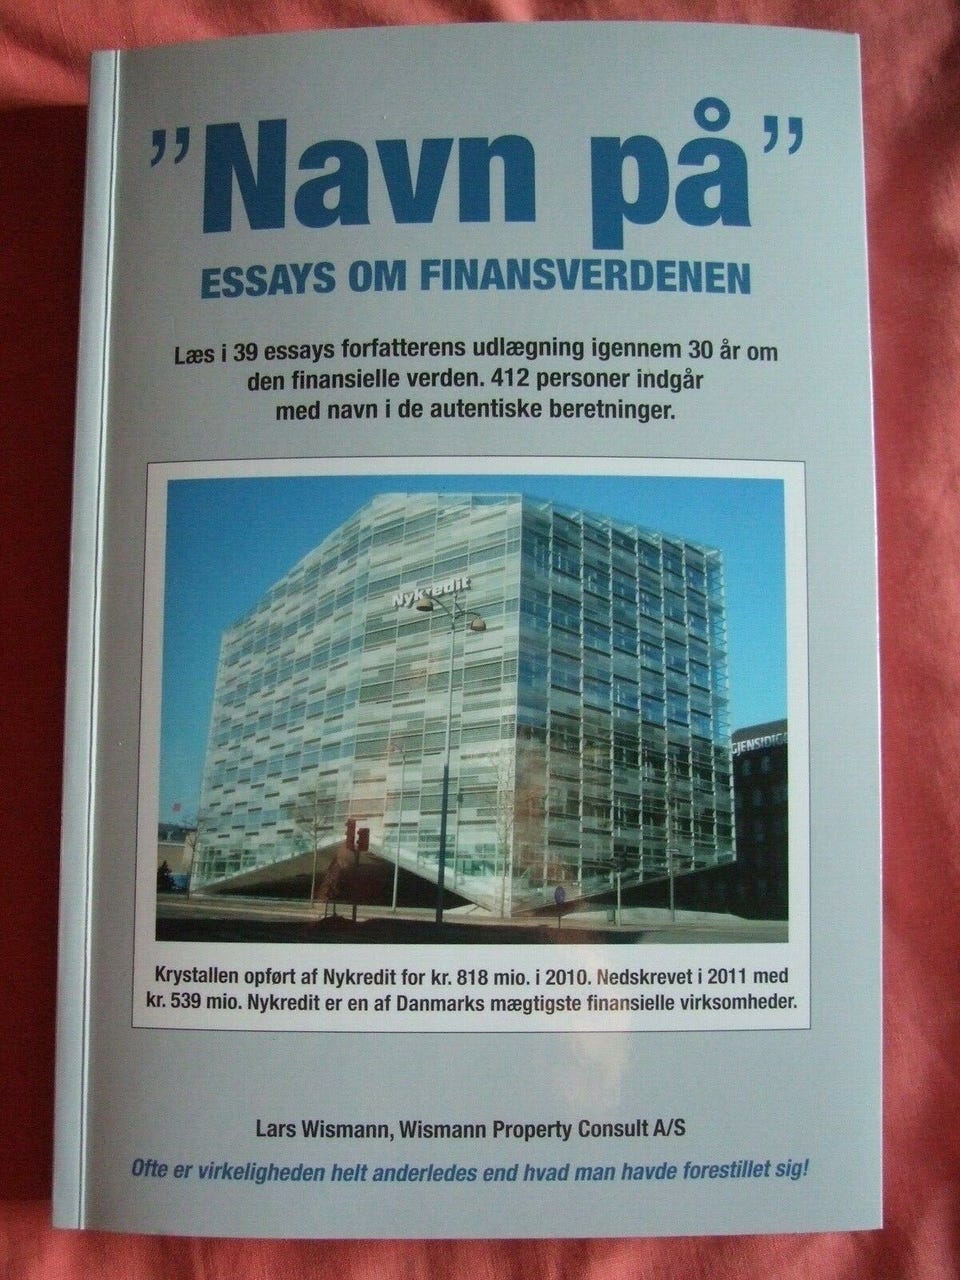 ”Navn på”
ESSAYS OM FINANSVERDENEN
Læs i 39 essays forfatterens udlægning igennem 30 år om
den finansielle verden. 412 personer indgår
med navn i de autentiske beretninger.
Nykredit
GJENSIDIG
Krystallen opført af Nykredit for kr. 818 mio. i 2010. Nedskrevet i 2011 med
kr. 539 mio. Nykredit er en af Danmarks mægtigste finansielle virksomheder.
Lars Wismann, Wismann Property Consult A/S
Ofte er virkeligheden helt anderledes end hvad man havde forestillet sig!